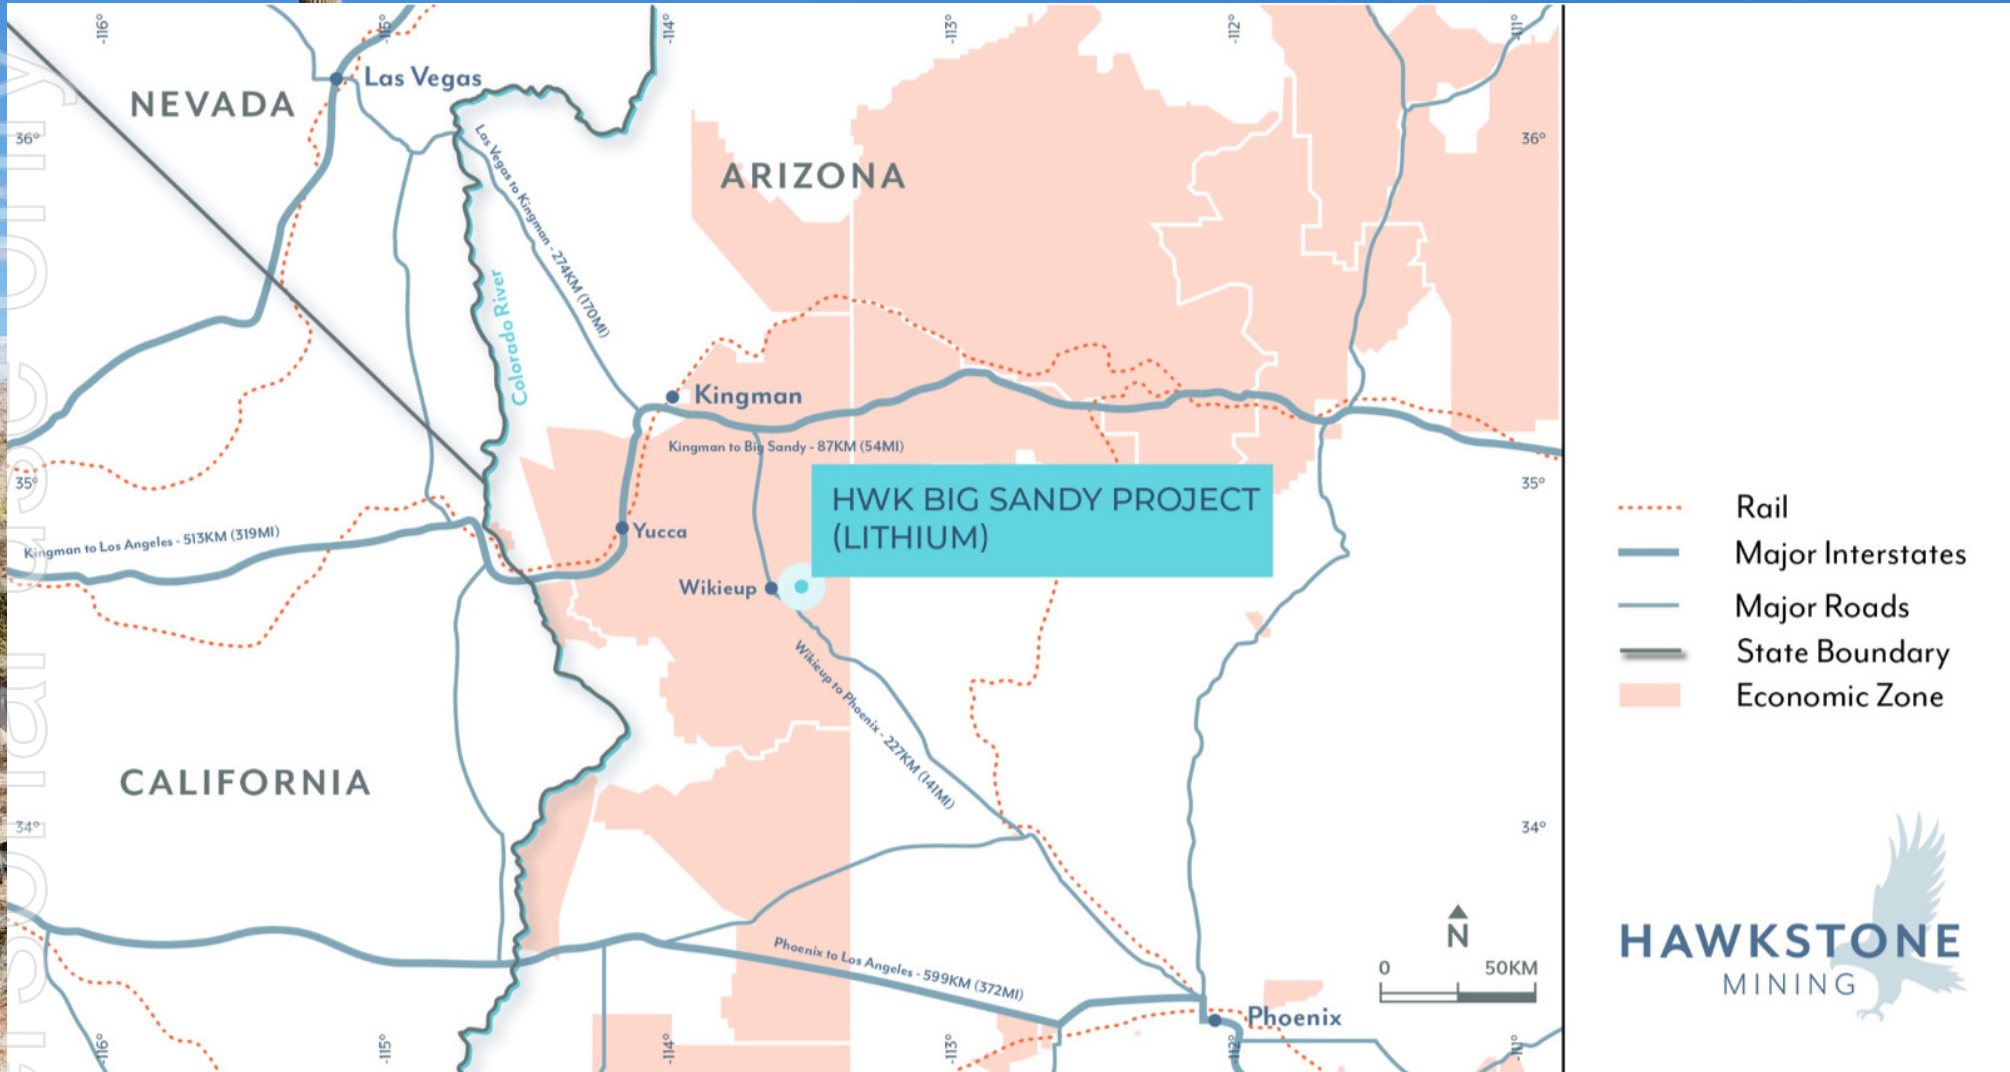 -116°
-115°
-114°
-113°
-112°
-111°
Las Vegas
NEVADA
36°
36°
ARIZONA
Las Vegas to Kingman - 274KM (170MI)
Colorado River
Kingman
Kingman to Big Sandy - 87KM (54MI)
35°
35°
HWK BIG SANDY PROJECT
(LITHIUM)
Kingman to Los Angeles - 513KM (319MI)
Yucca
Wikieup
Wikieup to Phoenix - 227KM (141MI)
CALIFORNIA
34°
34°
Phoenix to Los Angeles - 599KM (372MI)
N
0 50KM
Phoenix
-116°
-115°
-114°
-113°
-112°
-111°
Rail
Major Interstates
Major Roads
State Boundary
Economic Zone
HAWKSTONE
MINING